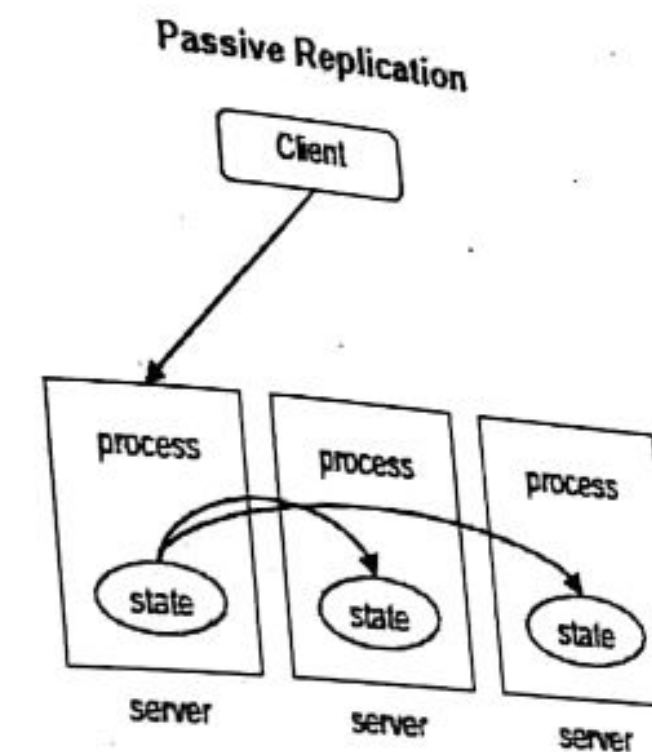 Passive Replication
Client
process
process
process
state
state
state
server
server
server